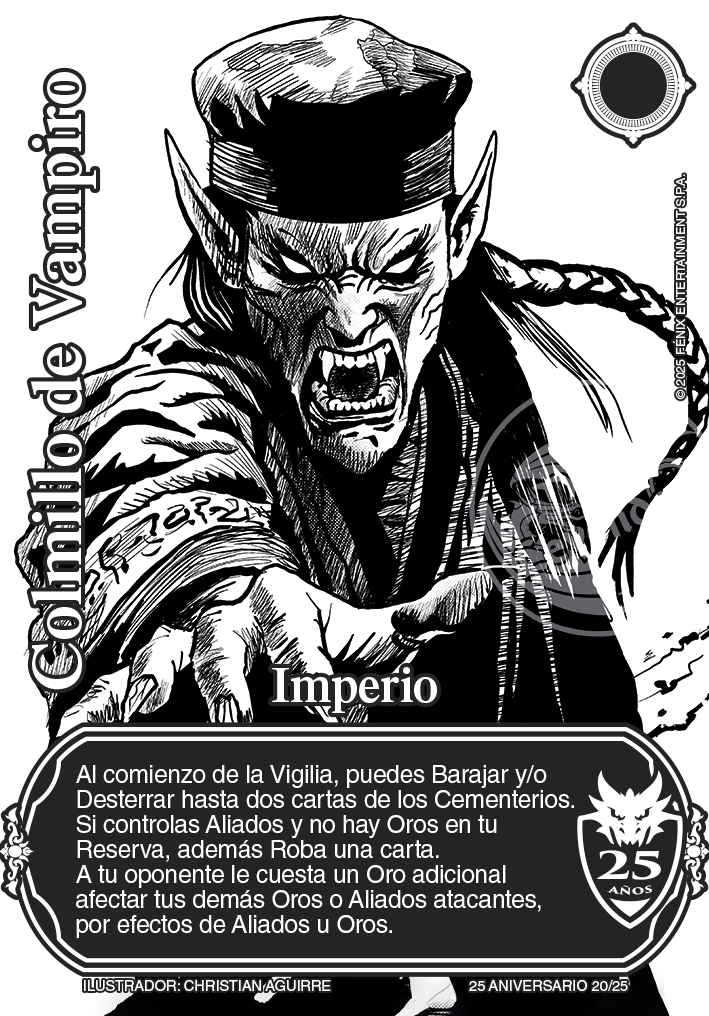 Colmillo de Vampiro
© 2025 FÉNIX ENTERTAINMENT S.P.A.
Imperio
Al comienzo de la Vigilia, puedes Barajar y/o
Desterrar hasta dos cartas de los Cementerios.
Si controlas Aliados y no hay Oros en tu
Reserva, además Roba una carta.
A tu oponente le cuesta un Oro adicional
afectar tus demás Oros o Aliados atacantes,
por efectos de Aliados u Oros.
25
AÑOS
ILUSTRADOR: CHRISTIAN AGUIRRE
25 ANIVERSARIO 20/25